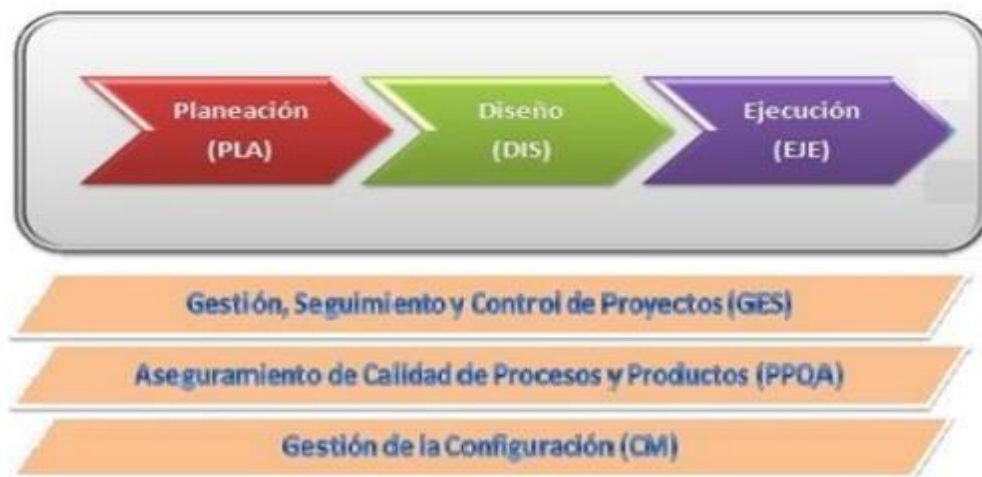 Planeación
(PLA)
Diseño
(DIS)
Ejecución
(EJE)
Gestión, Seguimiento y Control de Proyectos (GES)
Aseguramiento de Calidad de Procesos y Productos (PPQA)
Gestión de la Configuración (CM)